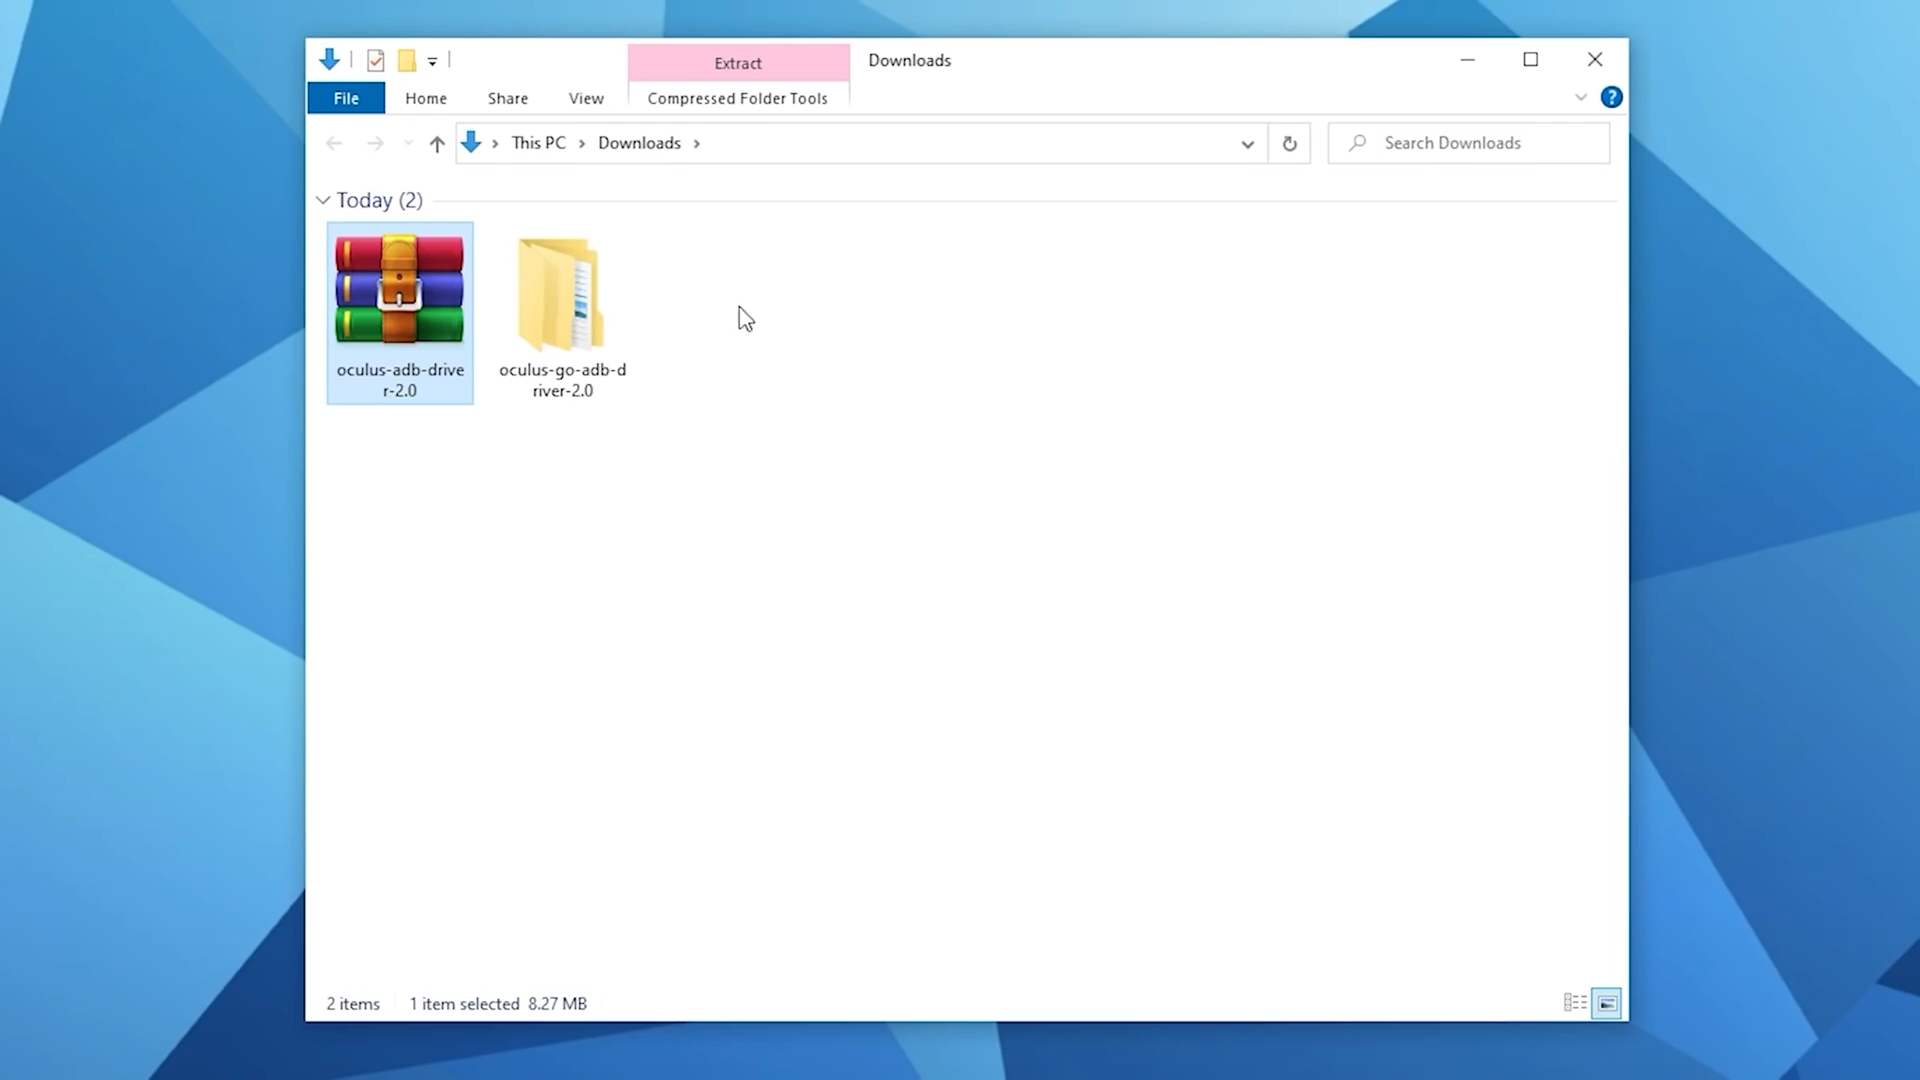 Extract
Downloads
File
Home
Share
View
Compressed Folder Tools
?
This PC
Downloads
Search Downloads
Today (2)
oculus-adb-drive
r-2.0
oculus-go-adb-d
river-2.0
2 items
1 item selected 8.27 MB